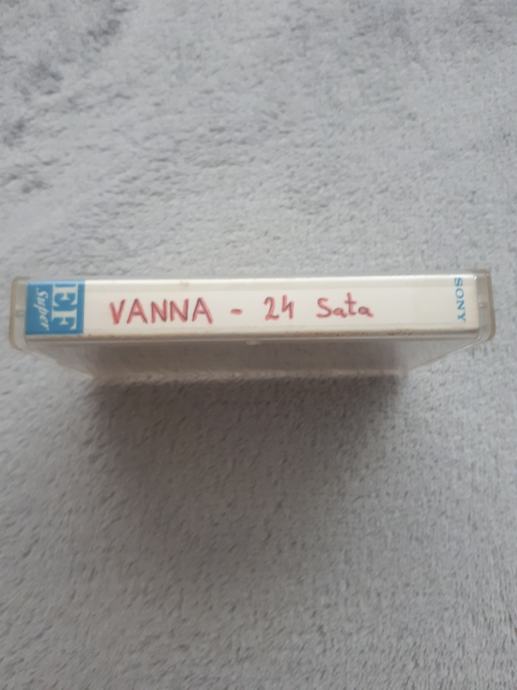 EF
Super
VANNA - 24 Sata
SONY